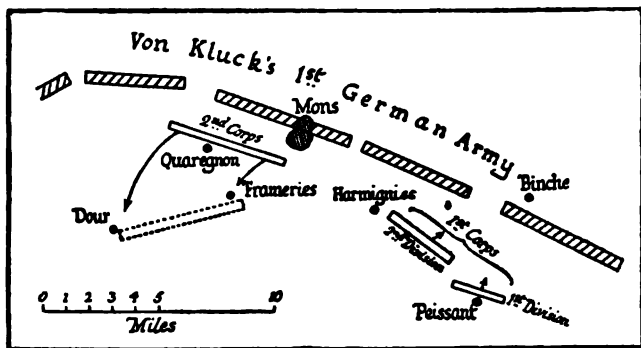 Von Kluck's 1st German Army
Mons
2nd Corps
Quaregnon
Binche
Frameries
Harmignies
1st Corps
Dour
2nd Division
Peissant
1st Division
0 1 2 3 4 5 10
Miles